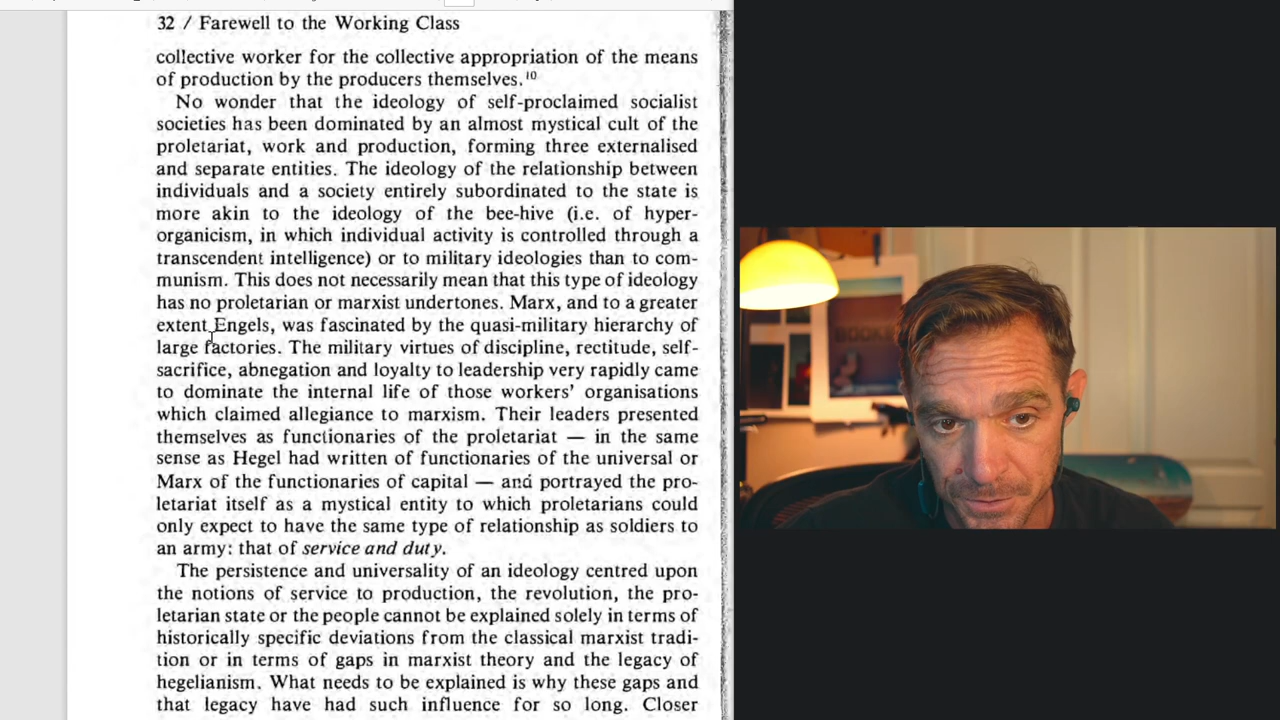 32 / Farewell to the Working Class
collective worker for the collective appropriation of the means
of production by the producers themselves.¹⁰
No wonder that the ideology of self-proclaimed socialist
societies has been dominated by an almost mystical cult of the
proletariat, work and production, forming three externalised
and separate entities. The ideology of the relationship between
individuals and a society entirely subordinated to the state is
more akin to the ideology of the bee-hive (i.e. of hyper-
organicism, in which individual activity is controlled through a
transcendent intelligence) or to military ideologies than to com-
munism. This does not necessarily mean that this type of ideology
has no proletarian or marxist undertones. Marx, and to a greater
extent Engels, was fascinated by the quasi-military hierarchy of
large factories. The military virtues of discipline, rectitude, self-
sacrifice, abnegation and loyalty to leadership very rapidly came
to dominate the internal life of those workers' organisations
which claimed allegiance to marxism. Their leaders presented
themselves as functionaries of the proletariat — in the same
sense as Hegel had written of functionaries of the universal or
Marx of the functionaries of capital — and portrayed the pro-
letariat itself as a mystical entity to which proletarians could
only expect to have the same type of relationship as soldiers to
an army: that of service and duty.
The persistence and universality of an ideology centred upon
the notions of service to production, the revolution, the pro-
letarian state or the people cannot be explained solely in terms of
historically specific deviations from the classical marxist tradi-
tion or in terms of gaps in marxist theory and the legacy of
hegelianism. What needs to be explained is why these gaps and
that legacy have had such influence for so long. Closer